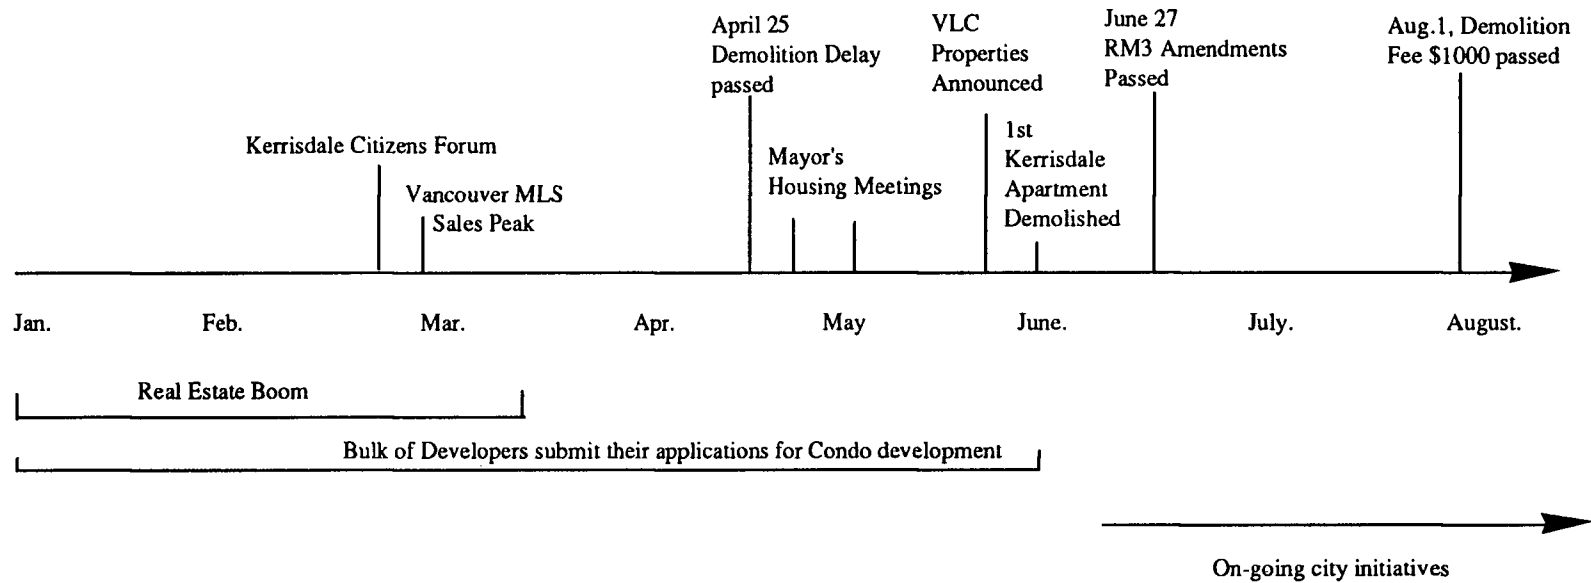 April 25
Demolition Delay
passed
VLC
Properties
Announced
June 27
RM3 Amendments
Passed
Aug.1, Demolition
Fee $1000 passed
Kerrisdale Citizens Forum
Vancouver MLS
Sales Peak
Mayor's
Housing Meetings
1st
Kerrisdale
Apartment
Demolished
Jan.
Feb.
Mar.
Apr.
May
June.
July.
August.
Real Estate Boom
Bulk of Developers submit their applications for Condo development
On-going city initiatives